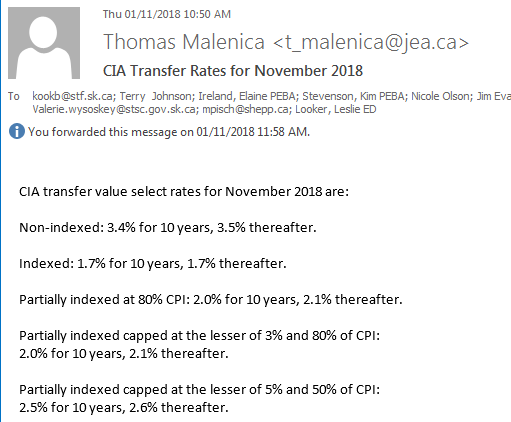 Thu 01/11/2018 10:50 AM
Thomas Malenica <t_malenica@jea.ca>
CIA Transfer Rates for November 2018
To kookb@stf.sk.ca; Terry Johnson; Ireland, Elaine PEBA; Stevenson, Kim PEBA; Nicole Olson; Jim Eva
Valerie.wysoskey@stsc.gov.sk.ca; mpisch@shepp.ca; Looker, Leslie ED
You forwarded this message on 01/11/2018 11:58 AM.
CIA transfer value select rates for November 2018 are:
Non-indexed: 3.4% for 10 years, 3.5% thereafter.
Indexed: 1.7% for 10 years, 1.7% thereafter.
Partially indexed at 80% CPI: 2.0% for 10 years, 2.1% thereafter.
Partially indexed capped at the lesser of 3% and 80% of CPI:
2.0% for 10 years, 2.1% thereafter.
Partially indexed capped at the lesser of 5% and 50% of CPI:
2.5% for 10 years, 2.6% thereafter.